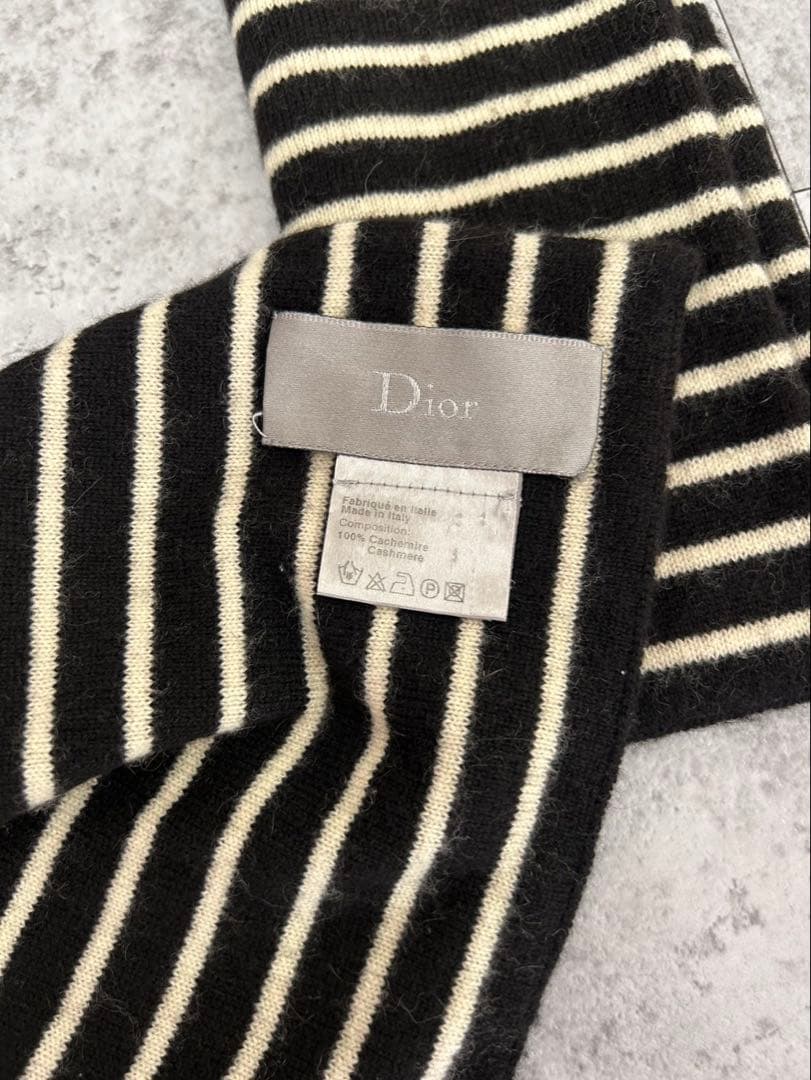 Dior
Fabriqué en Italie
Made in Italy
Composition:
100% Cachemire
Cashmere